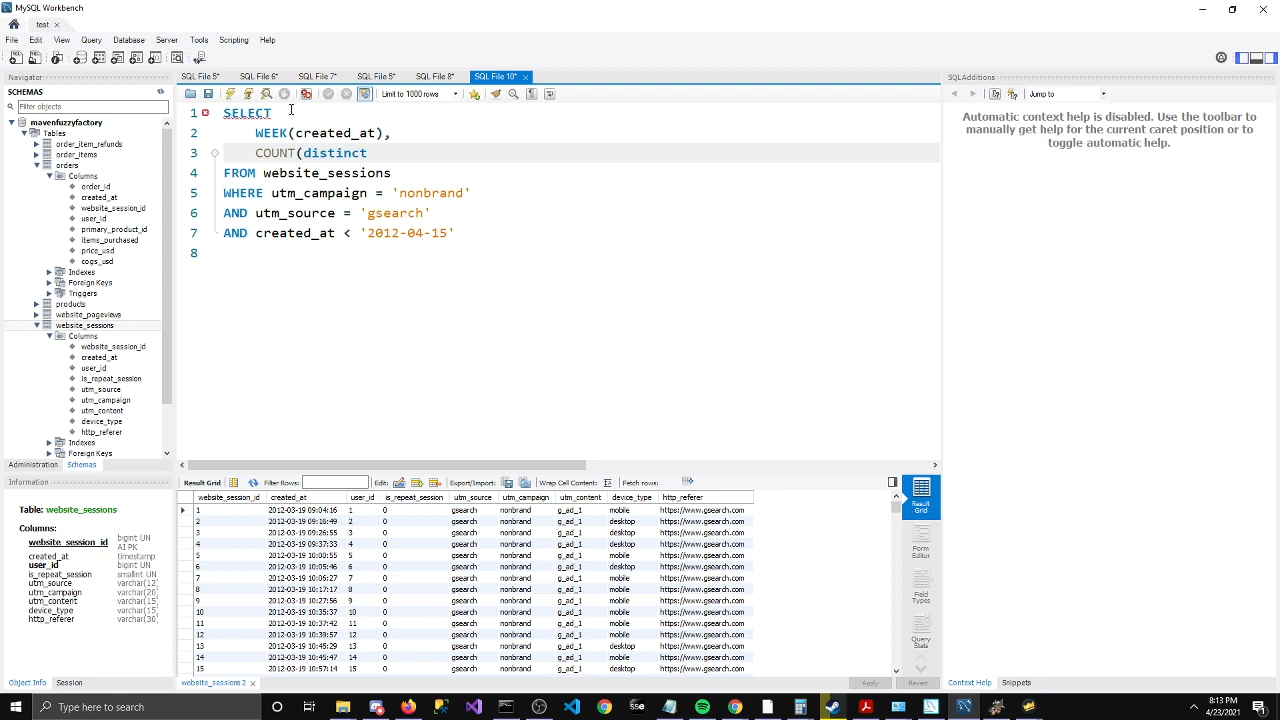 MySQL Workbench
test
File Edit View Query Database Server Tools Scripting Help
Navigator
SCHEMAS
Filter objects
mavenfuzzyfactory
Tables
order_item_refunds
order_items
orders
Columns
order_id
created_at
website_session_id
user_id
primary_product_id
items_purchased
price_usd
cogs_usd
Indexes
Foreign Keys
Triggers
products
website_pageviews
website_sessions
Columns
website_session_id
created_at
user_id
is_repeat_session
utm_source
utm_campaign
utm_content
device_type
http_referer
Indexes
Foreign Keys
Administration Schemas
Information
Table: website_sessions
Columns:
website_session_id bigint UN AI PK
created_at timestamp
user_id bigint UN
is_repeat_session smallint UN
utm_source varchar(12)
utm_campaign varchar(20)
utm_content varchar(15)
device_type varchar(15)
http_referer varchar(30)
Object Info Session
SQL File 5* SQL File 6* SQL File 7* SQL File 5* SQL File 8* SQL File 10*
Limit to 1000 rows
1 SELECT
2 WEEK(created_at),
3 COUNT(distinct
4 FROM website_sessions
5 WHERE utm_campaign = 'nonbrand'
6 AND utm_source = 'gsearch'
7 AND created_at < '2012-04-15'
8
Result Grid Filter Rows: Edit: Export/Import: Wrap Cell Content: Fetch rows:
website_session_id created_at user_id is_repeat_session utm_source utm_campaign utm_content device_type http_referer
1 2012-03-19 09:04:16 1 0 gsearch nonbrand g_ad_1 mobile https://www.gsearch.com
2 2012-03-19 09:16:49 2 0 gsearch nonbrand g_ad_1 desktop https://www.gsearch.com
3 2012-03-19 09:26:55 3 0 gsearch nonbrand g_ad_1 desktop https://www.gsearch.com
4 2012-03-19 09:37:33 4 0 gsearch nonbrand g_ad_1 desktop https://www.gsearch.com
5 2012-03-19 10:00:55 5 0 gsearch nonbrand g_ad_1 mobile https://www.gsearch.com
6 2012-03-19 10:05:46 6 0 gsearch nonbrand g_ad_1 desktop https://www.gsearch.com
7 2012-03-19 10:06:27 7 0 gsearch nonbrand g_ad_1 mobile https://www.gsearch.com
8 2012-03-19 10:17:17 8 0 gsearch nonbrand g_ad_1 mobile https://www.gsearch.com
9 2012-03-19 10:27:56 9 0 gsearch nonbrand g_ad_1 mobile https://www.gsearch.com
10 2012-03-19 10:35:37 10 0 gsearch nonbrand g_ad_1 mobile https://www.gsearch.com
11 2012-03-19 10:37:42 11 0 gsearch nonbrand g_ad_1 mobile https://www.gsearch.com
12 2012-03-19 10:39:57 12 0 gsearch nonbrand g_ad_1 mobile https://www.gsearch.com
13 2012-03-19 10:45:29 13 0 gsearch nonbrand g_ad_1 desktop https://www.gsearch.com
14 2012-03-19 10:45:47 14 0 gsearch nonbrand g_ad_1 mobile https://www.gsearch.com
15 2012-03-19 10:57:14 15 0 gsearch nonbrand g_ad_1 mobile https://www.gsearch.com
Result Grid
Form Editor
Field Types
Query Stats
website_sessions 2
Apply Revert
SQLAdditions
Jump to
Automatic context help is disabled. Use the toolbar to
manually get help for the current caret position or to
toggle automatic help.
Context Help Snippets
Type here to search
8:13 PM
4/23/2021